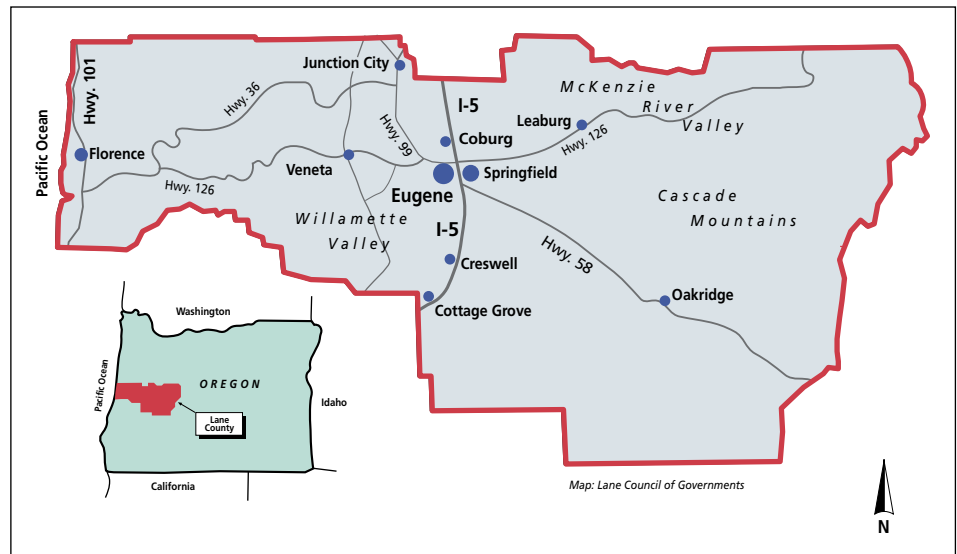 Junction City
Hwy. 101
Hwy. 36
I-5
McKenzie
River
Valley
Leaburg
Hwy. 126
Hwy. 99
Coburg
Pacific Ocean
Florence
Veneta
Springfield
Hwy. 126
Eugene
Cascade
Mountains
Willamette
Valley
I-5
Hwy. 58
Creswell
Oakridge
Cottage Grove
Washington
Pacific Ocean
OREGON
Idaho
Lane
County
California
Map: Lane Council of Governments
N